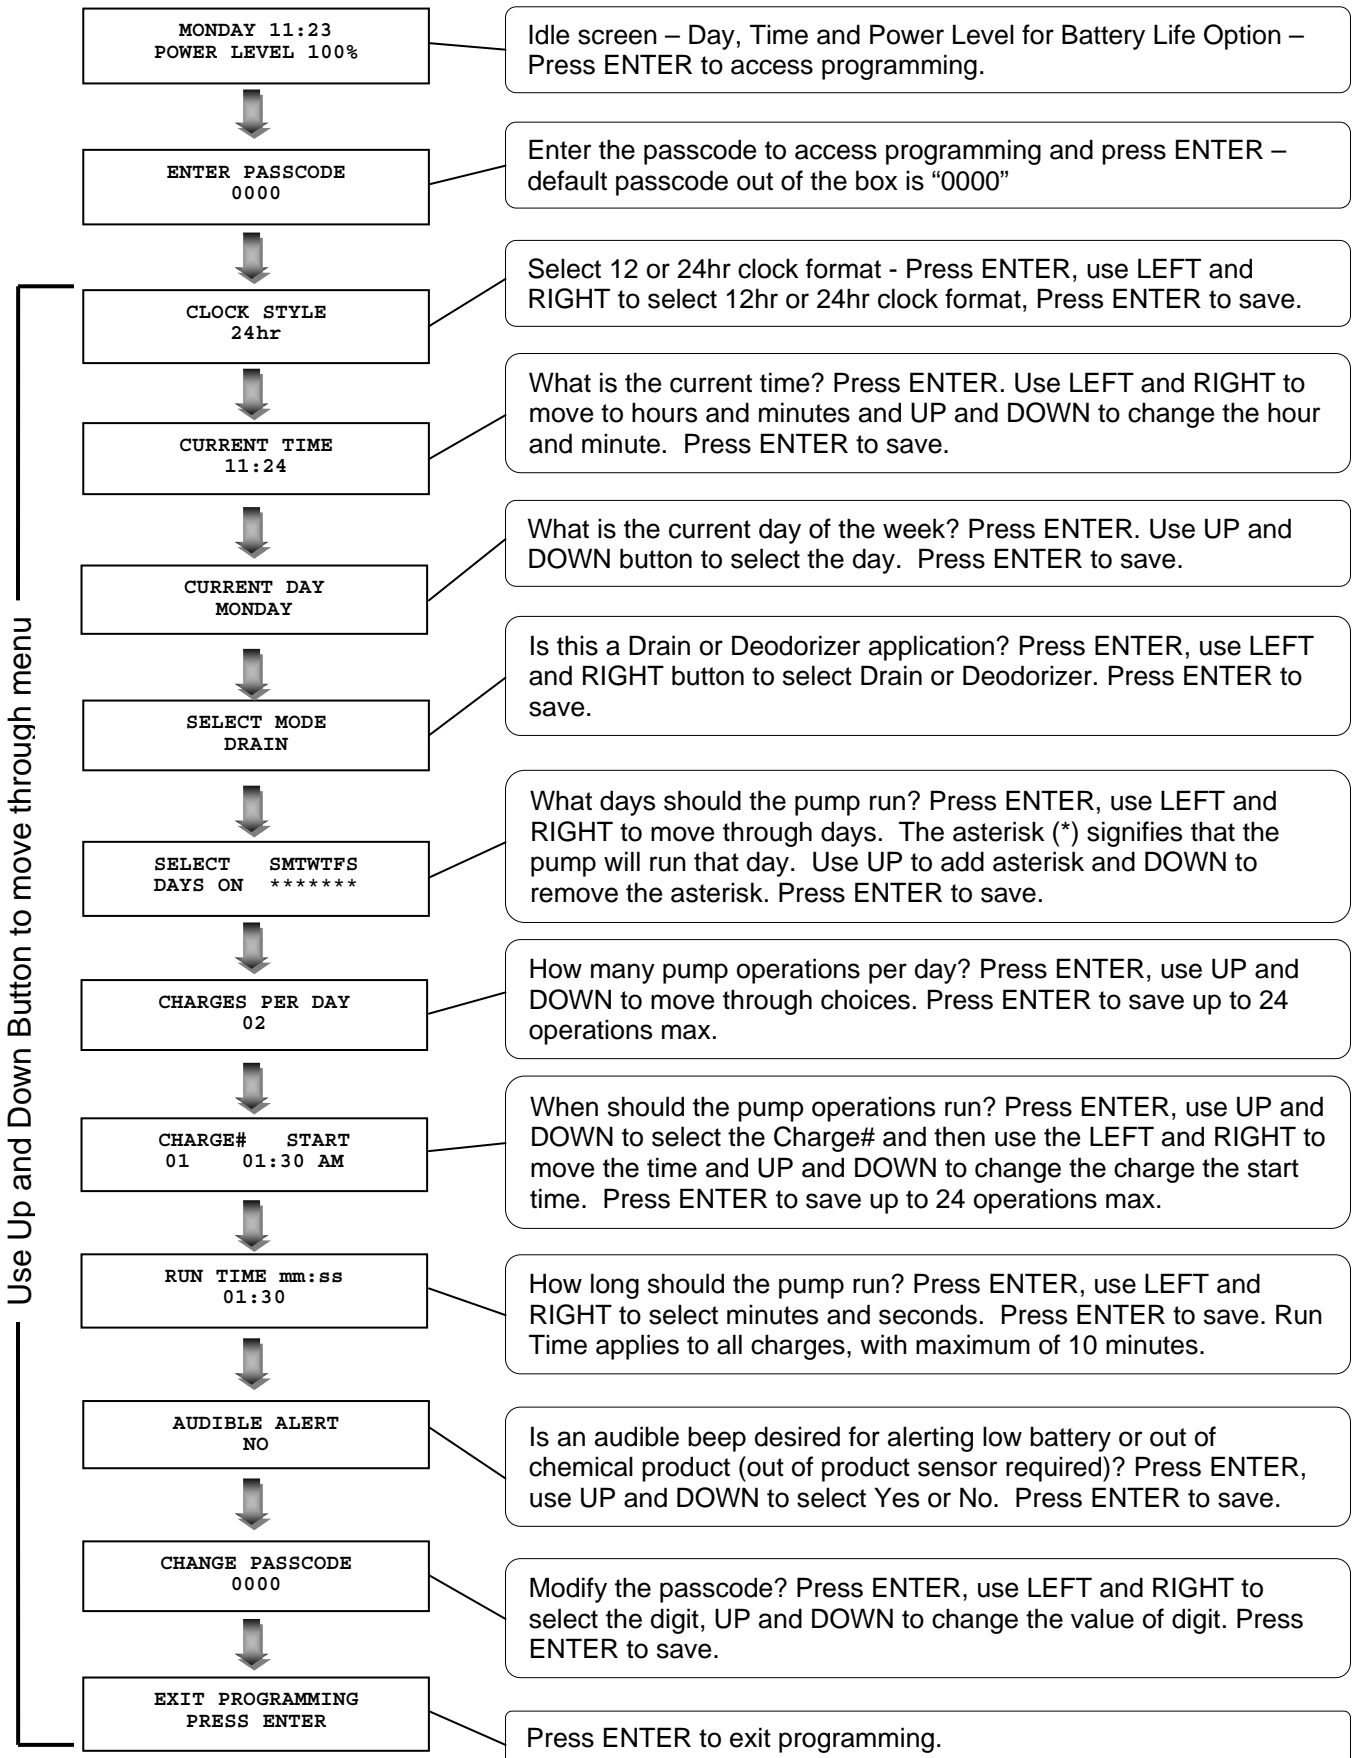 MONDAY 11:23
POWER LEVEL 100%
Idle screen – Day, Time and Power Level for Battery Life Option –
Press ENTER to access programming.
ENTER PASSCODE
0000
Enter the passcode to access programming and press ENTER –
default passcode out of the box is “0000”
Use Up and Down Button to move through menu
CLOCK STYLE
24hr
Select 12 or 24hr clock format - Press ENTER, use LEFT and
RIGHT to select 12hr or 24hr clock format, Press ENTER to save.
CURRENT TIME
11:24
What is the current time? Press ENTER. Use LEFT and RIGHT to
move to hours and minutes and UP and DOWN to change the hour
and minute.  Press ENTER to save.
CURRENT DAY
MONDAY
What is the current day of the week? Press ENTER. Use UP and
DOWN button to select the day.  Press ENTER to save.
SELECT MODE
DRAIN
Is this a Drain or Deodorizer application? Press ENTER, use LEFT
and RIGHT button to select Drain or Deodorizer. Press ENTER to
save.
SELECT   SMTWTFS
DAYS ON *******
What days should the pump run? Press ENTER, use LEFT and
RIGHT to move through days.  The asterisk (*) signifies that the
pump will run that day.  Use UP to add asterisk and DOWN to
remove the asterisk. Press ENTER to save.
CHARGES PER DAY
02
How many pump operations per day? Press ENTER, use UP and
DOWN to move through choices. Press ENTER to save up to 24
operations max.
CHARGE#   START
01   01:30 AM
When should the pump operations run? Press ENTER, use UP and
DOWN to select the Charge# and then use the LEFT and RIGHT to
move the time and UP and DOWN to change the charge the start
time.  Press ENTER to save up to 24 operations max.
RUN TIME mm:ss
01:30
How long should the pump run? Press ENTER, use LEFT and
RIGHT to select minutes and seconds.  Press ENTER to save. Run
Time applies to all charges, with maximum of 10 minutes.
AUDIBLE ALERT
NO
Is an audible beep desired for alerting low battery or out of
chemical product (out of product sensor required)? Press ENTER,
use UP and DOWN to select Yes or No.  Press ENTER to save.
CHANGE PASSCODE
0000
Modify the passcode? Press ENTER, use LEFT and RIGHT to
select the digit, UP and DOWN to change the value of digit. Press
ENTER to save.
EXIT PROGRAMMING
PRESS ENTER
Press ENTER to exit programming.